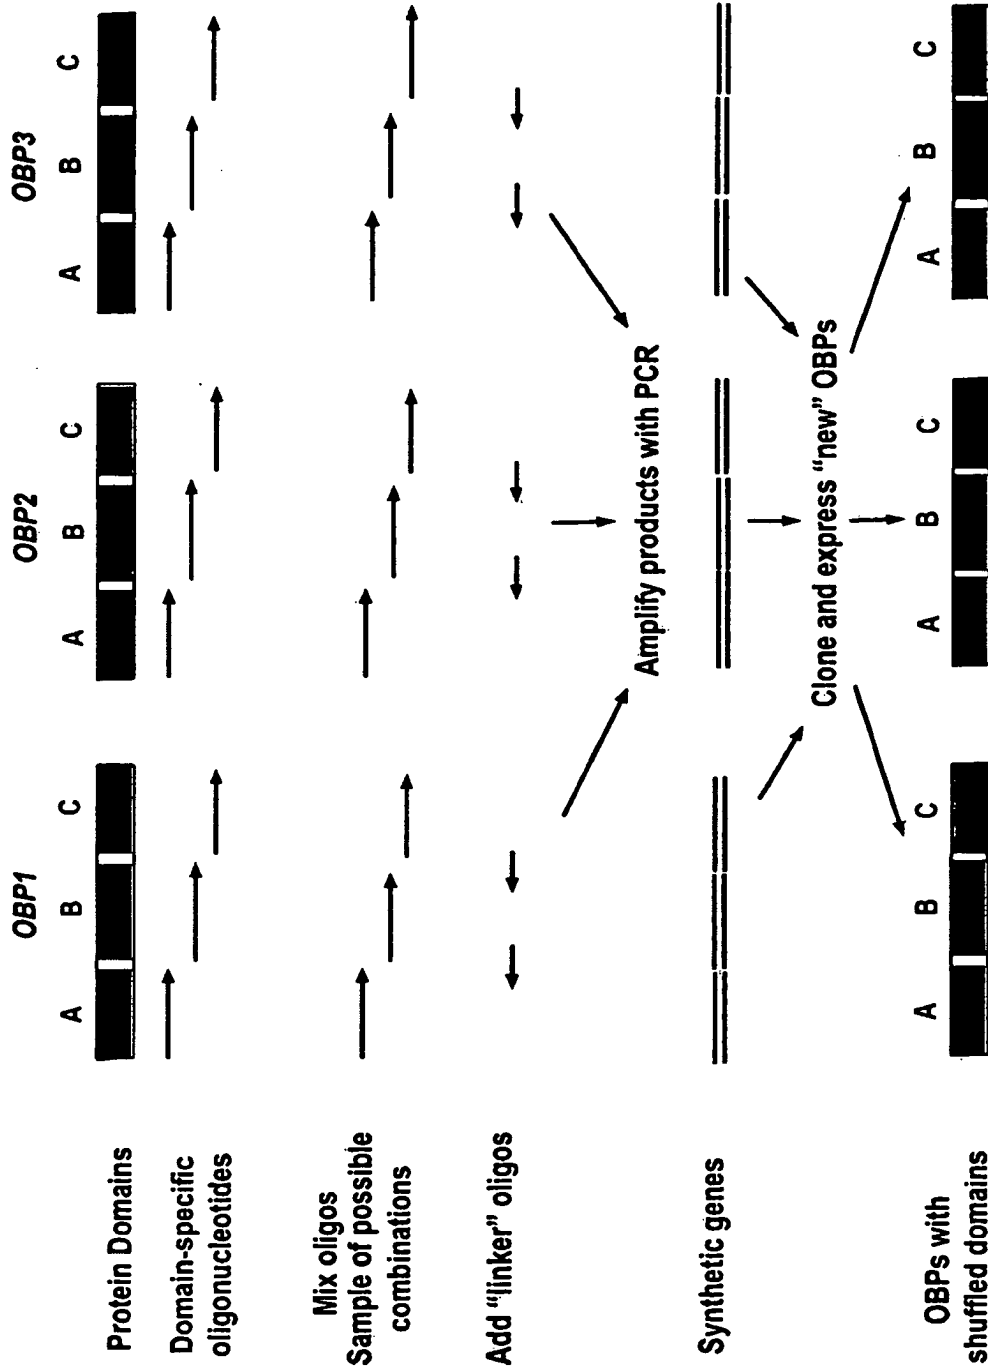 OBP1
OBP2
OBP3
A
B
C
A
B
C
A
B
C
Protein Domains
Domain-specific
oligonucleotides
Mix oligos
Sample of possible
combinations
Add "linker" oligos
Amplify products with PCR
Synthetic genes
Clone and express "new" OBPs
A
B
C
A
B
C
A
B
C
OBPs with
shuffled domains